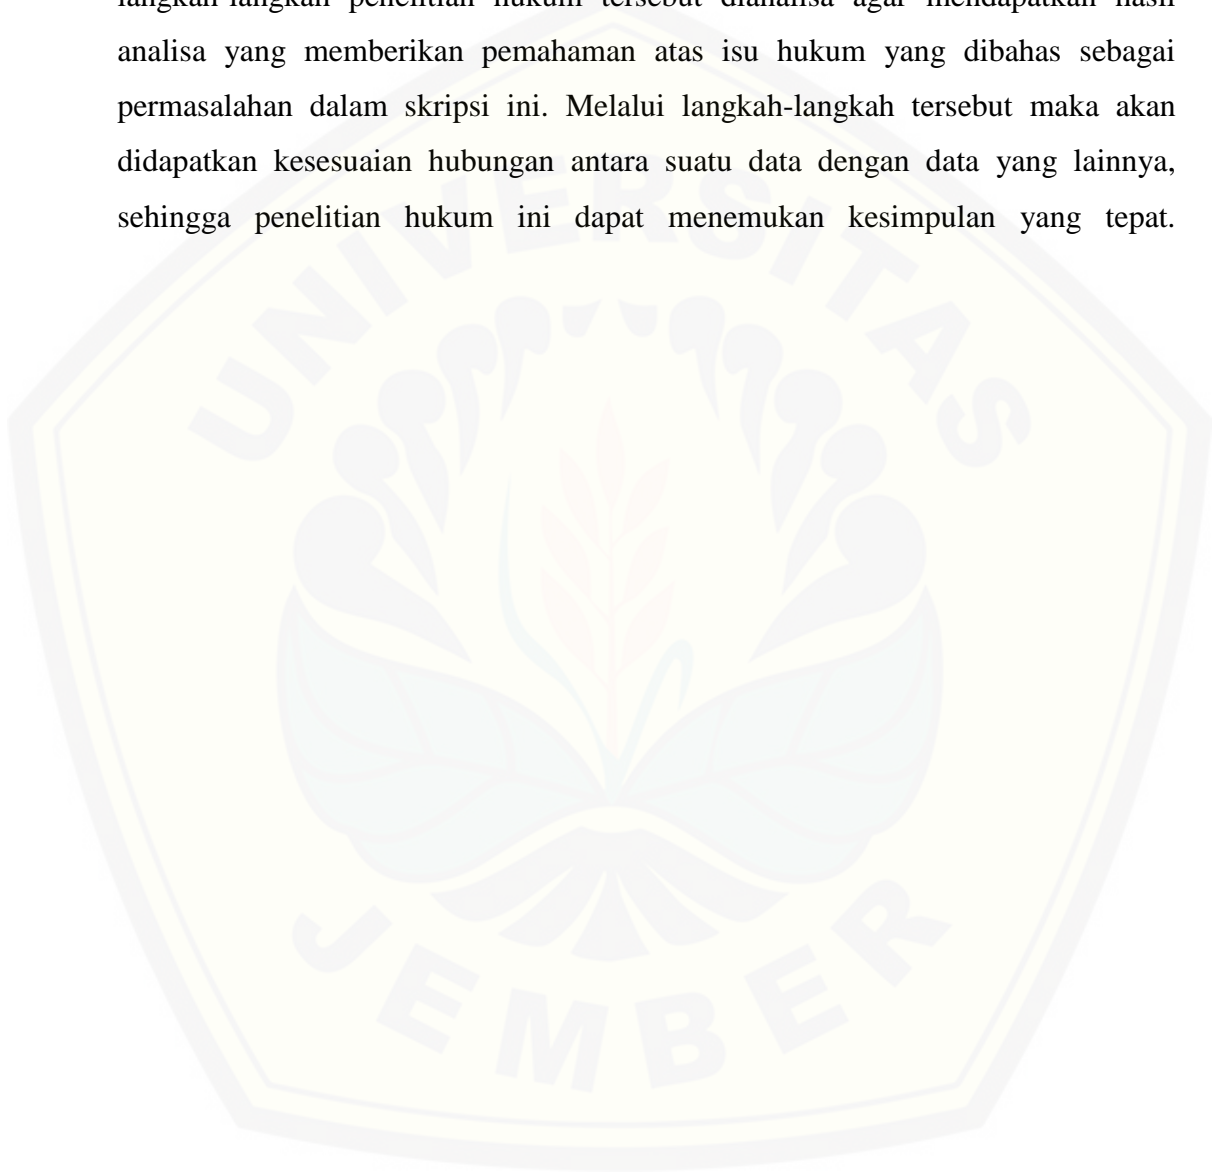 langkah-langkah penelitian hukum tersebut dianalisa agar mendapatkan hasil
analisa yang memberikan pemahaman atas isu hukum yang dibahas sebagai
permasalahan dalam skripsi ini. Melalui langkah-langkah tersebut maka akan
didapatkan kesesuaian hubungan antara suatu data dengan data yang lainnya,
sehingga penelitian hukum ini dapat menemukan kesimpulan yang tepat.
UNIVERSITAS
JEMBER